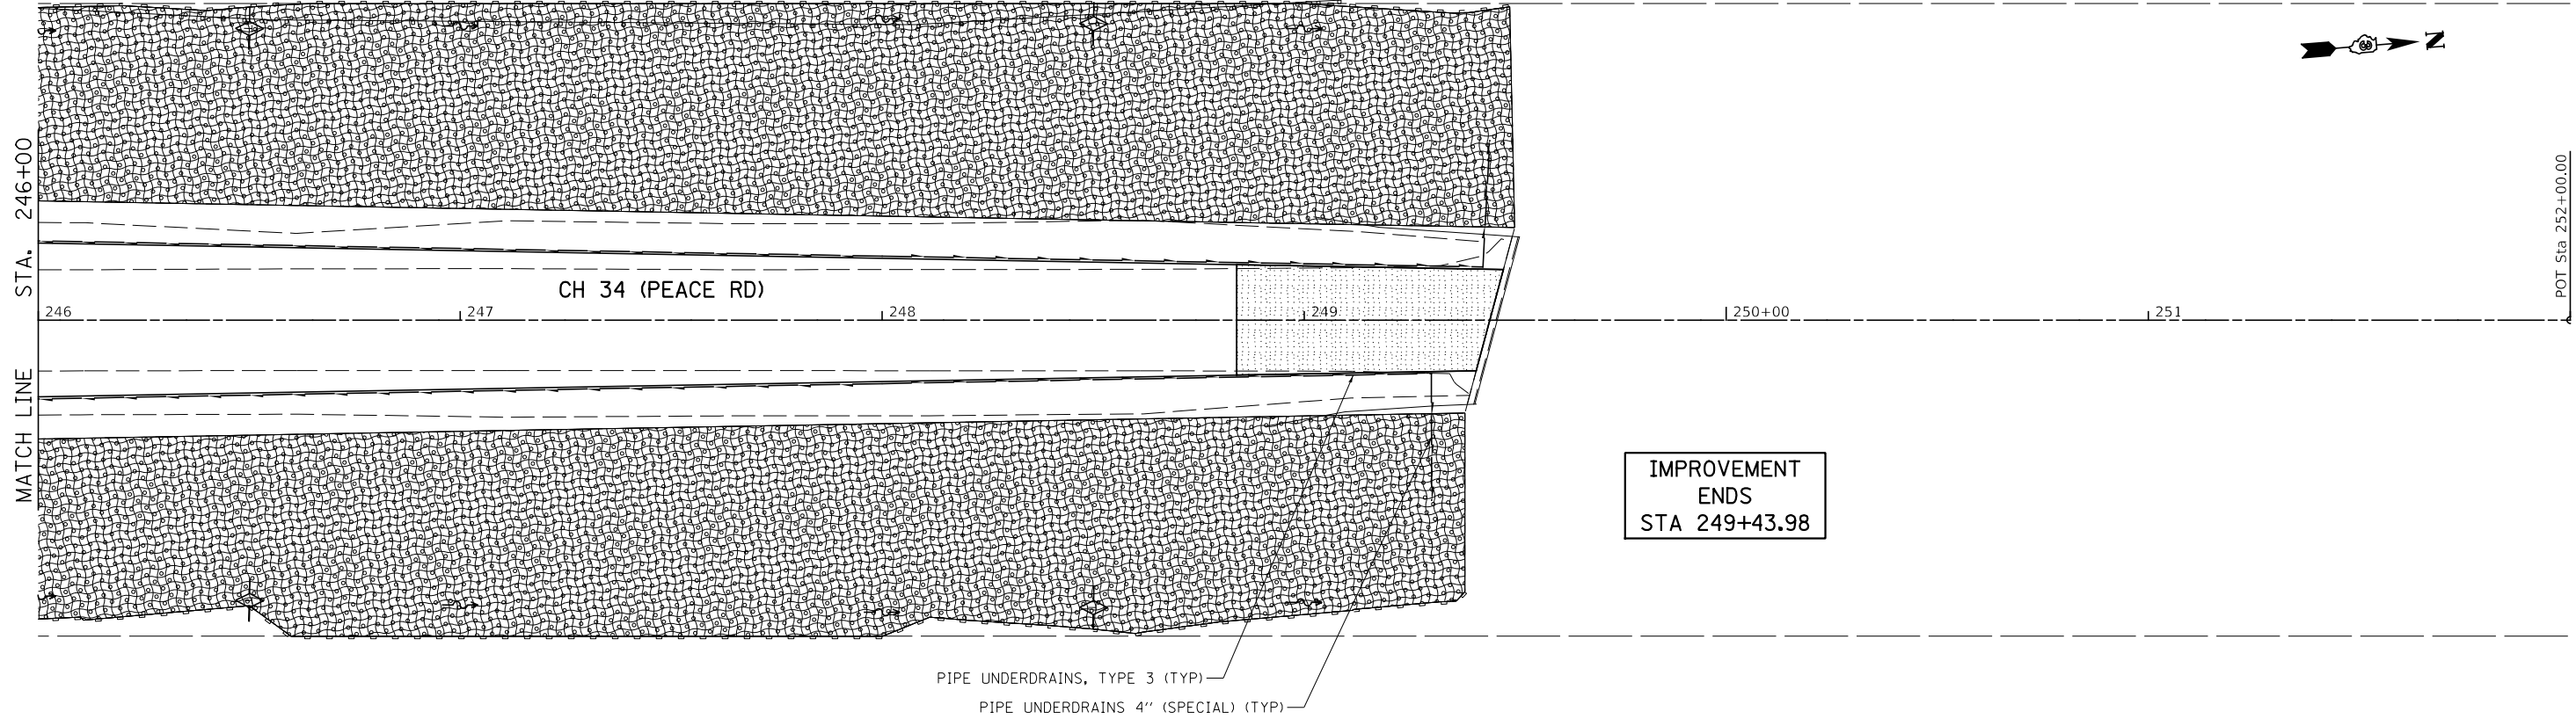 N
MATCH LINE STA. 246+00
POT Sta 252+00.00
CH 34 (PEACE RD)
246
247
248
249
250+00
251
IMPROVEMENT
ENDS
STA 249+43.98
PIPE UNDERDRAINS, TYPE 3 (TYP)
PIPE UNDERDRAINS 4'' (SPECIAL) (TYP)